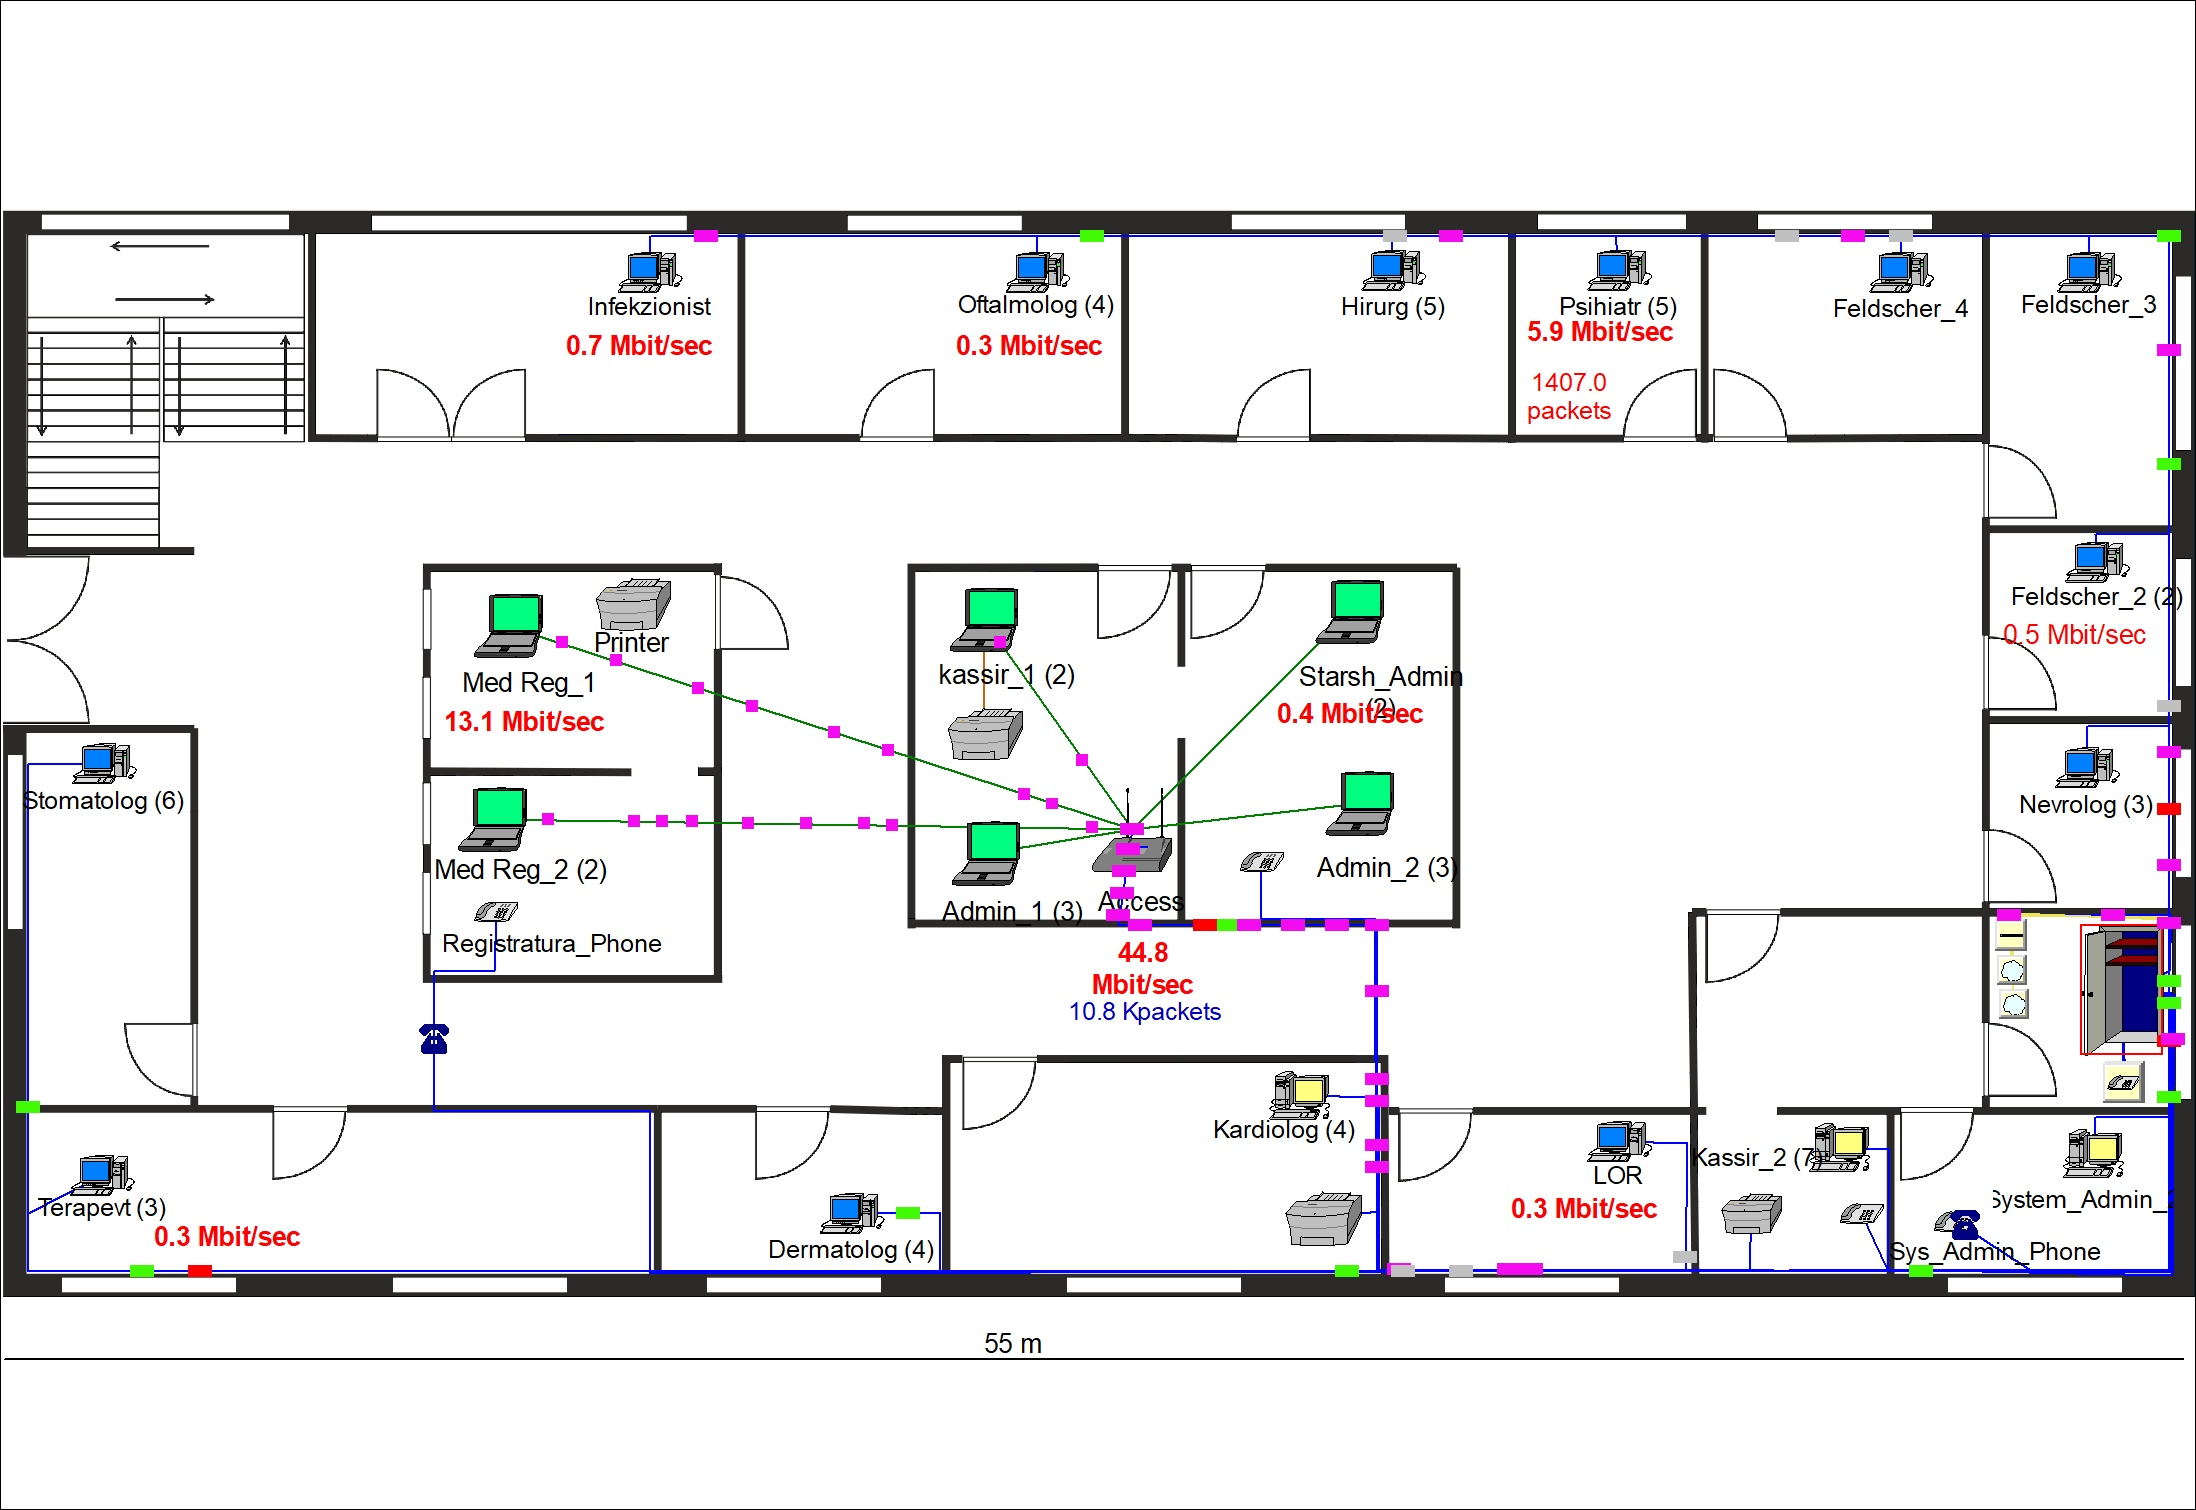 Infekzionist
0.7 Mbit/sec
Oftalmolog (4)
0.3 Mbit/sec
Hirurg (5)
Psihiatr (5)
5.9 Mbit/sec
1407.0
packets
Feldscher_4
Feldscher_3
Feldscher_2 (2)
0.5 Mbit/sec
Printer
Med Reg_1
13.1 Mbit/sec
kassir_1 (2)
Starsh_Admin
(2)
0.4 Mbit/sec
Stomatolog (6)
Nevrolog (3)
Med Reg_2 (2)
Admin_2 (3)
Admin_1 (3)
Access
Registratura_Phone
44.8
Mbit/sec
10.8 Kpackets
Kardiolog (4)
LOR
0.3 Mbit/sec
Kassir_2 (7)
System_Admin_
Terapevt (3)
0.3 Mbit/sec
Dermatolog (4)
Sys_Admin_Phone
55 m